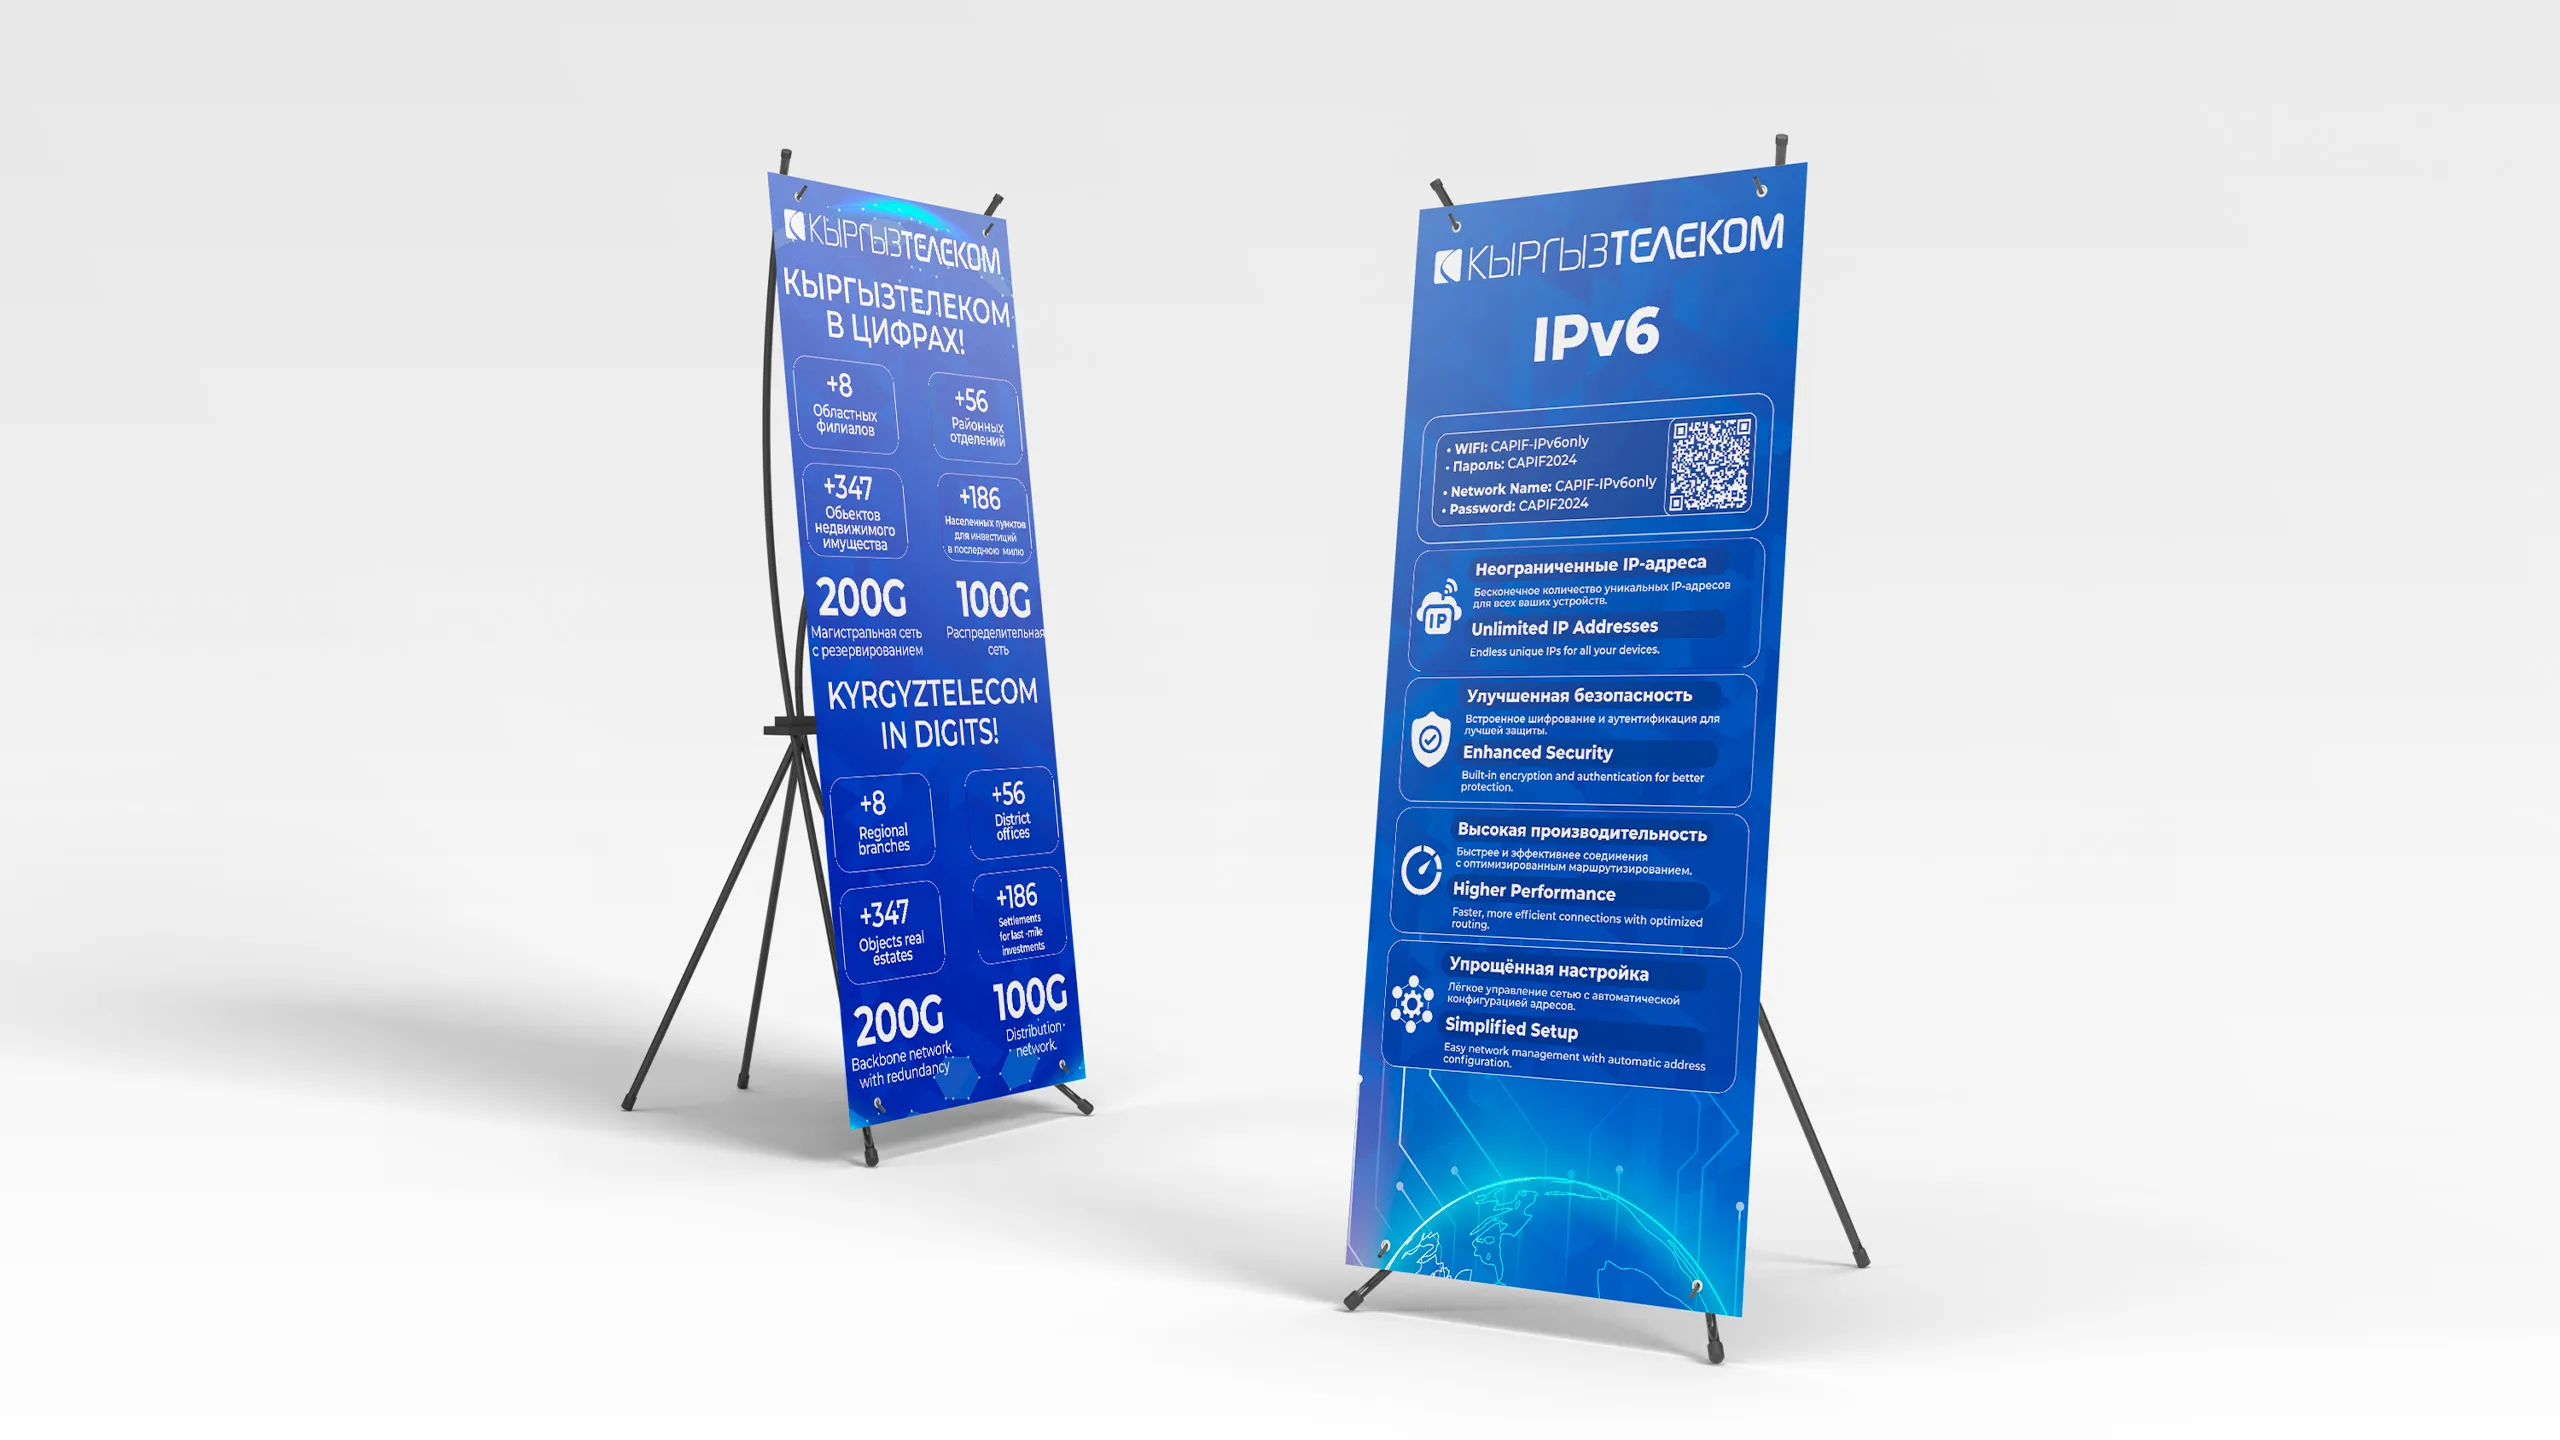 КЫРГЫЗТЕЛЕКОМ
КЫРГЫЗТЕЛЕКОМ
В ЦИФРАХ!
+8
Областных
филиалов
+56
Районных
отделений
+347
Обьектов
недвижимого
имущества
+186
Населенных пунктов
для инвестиций
в последнюю милю
200G
Магистральная сеть
с резервированием
100G
Распределительная
сеть
KYRGYZTELECOM
IN DIGITS!
+8
Regional
branches
+56
District
offices
+347
Objects real
estates
+186
Settlements
for last -mile
investments
200G
Backbone network
with redundancy
100G
Distribution
network.
КЫРГЫЗТЕЛЕКОМ
IPv6
• WIFI: CAPIF-IPv6only
• Пароль: CAPIF2024
• Network Name: CAPIF-IPv6only
• Password: CAPIF2024
IP
Неограниченные IP-адреса
Бесконечное количество уникальных IP-адресов
для всех ваших устройств.
Unlimited IP Addresses
Endless unique IPs for all your devices.
Улучшенная безопасность
Встроенное шифрование и аутентификация для
лучшей защиты.
Enhanced Security
Built-in encryption and authentication for better
protection.
Высокая производительность
Быстрее и эффективнее соединения
с оптимизированным маршрутизированием.
Higher Performance
Faster, more efficient connections with optimized
routing.
Упрощённая настройка
Лёгкое управление сетью с автоматической
конфигурацией адресов.
Simplified Setup
Easy network management with automatic address
configuration.